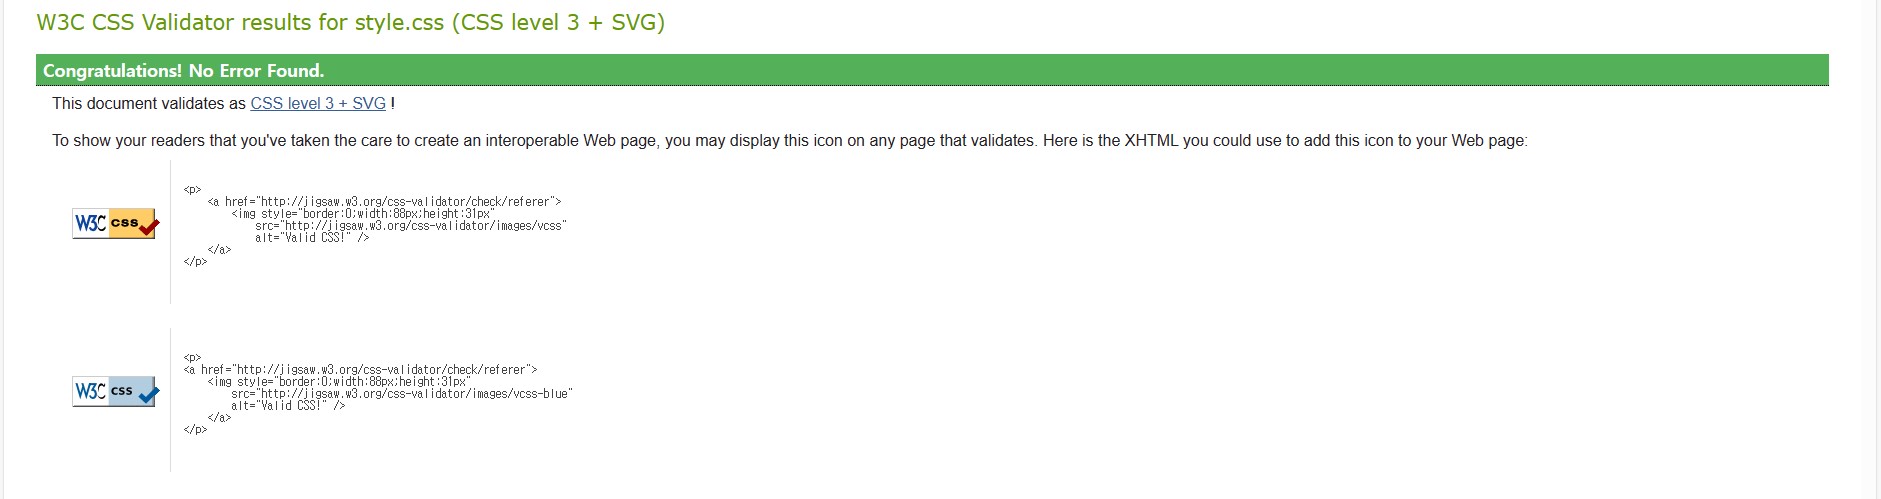 W3C CSS Validator results for style.css (CSS level 3 + SVG)
Congratulations! No Error Found.
This document validates as CSS level 3 + SVG !
To show your readers that you've taken the care to create an interoperable Web page, you may display this icon on any page that validates. Here is the XHTML you could use to add this icon to your Web page:
W3C css
<p>
    <a href="http://jigsaw.w3.org/css-validator/check/referer">
        <img style="border:0;width:88px;height:31px"
            src="http://jigsaw.w3.org/css-validator/images/vcss"
            alt="Valid CSS!" />
    </a>
</p>
W3C css
<p>
<a href="http://jigsaw.w3.org/css-validator/check/referer">
    <img style="border:0;width:88px;height:31px"
        src="http://jigsaw.w3.org/css-validator/images/vcss-blue"
        alt="Valid CSS!" />
    </a>
</p>